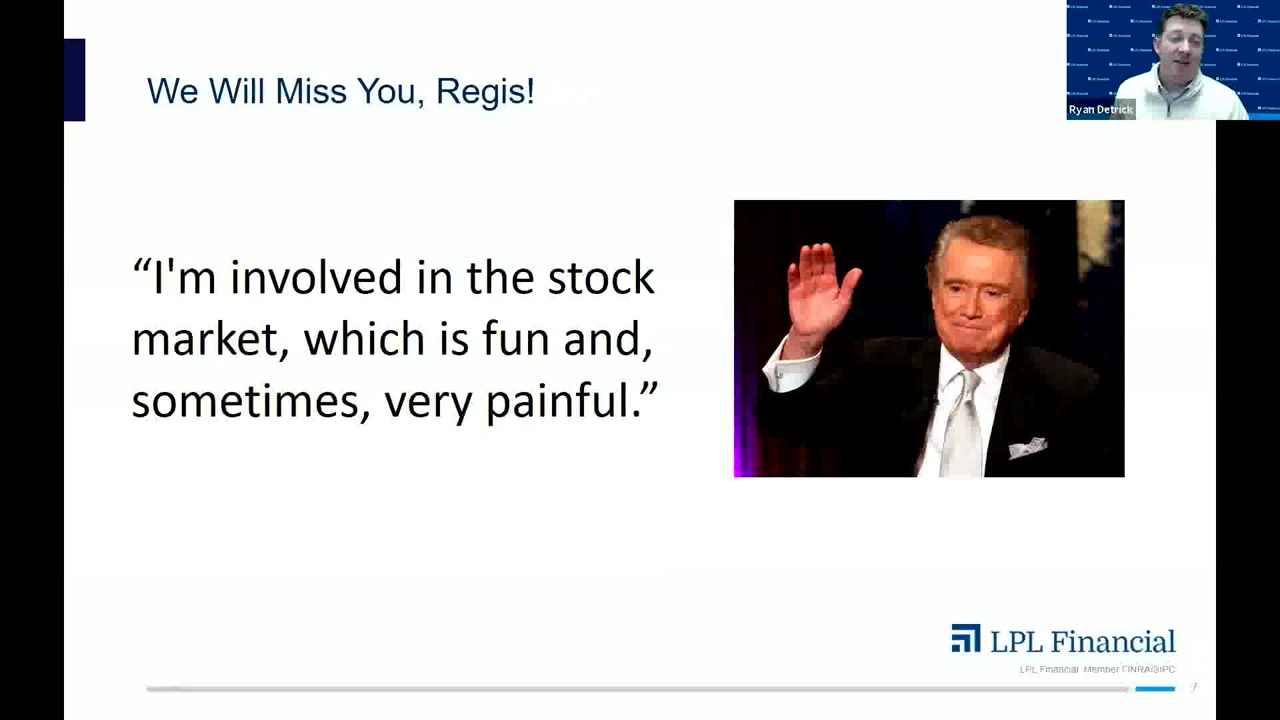 We Will Miss You, Regis!
Ryan Detrick
“I'm involved in the stock
market, which is fun and,
sometimes, very painful.”
LPL Financial
LPL Financial Member FINRA/SIPC
7